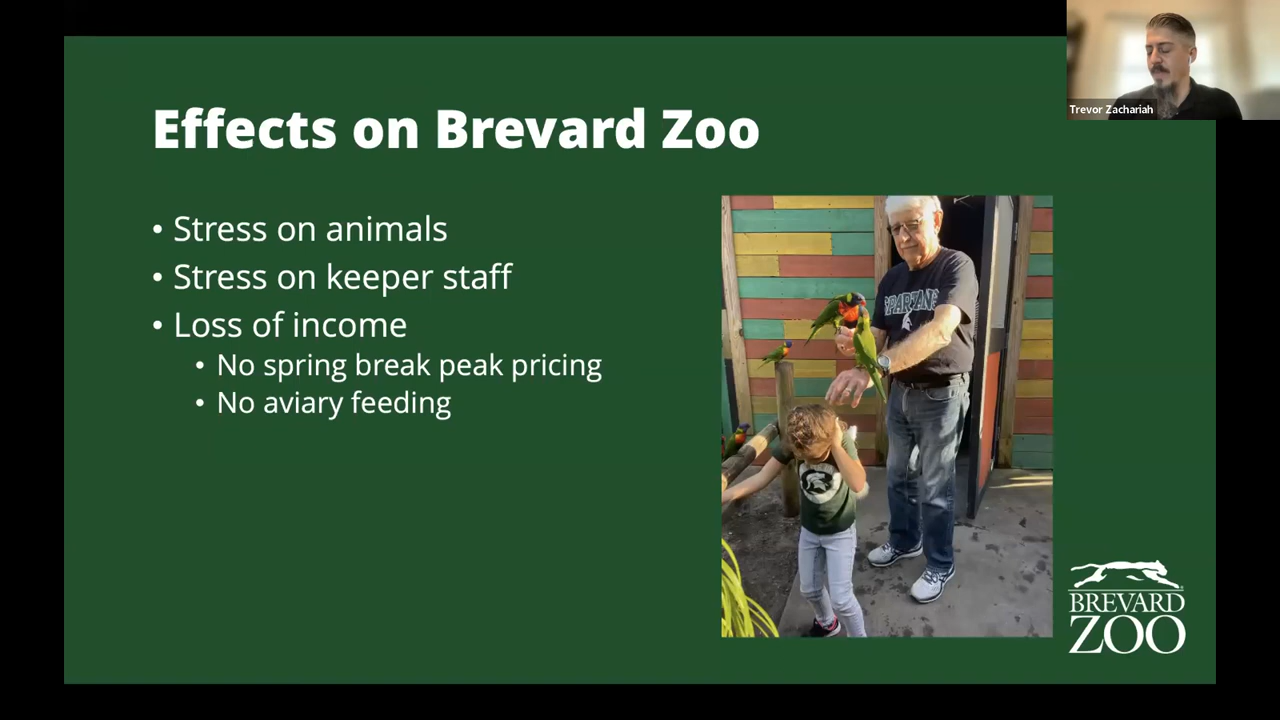 Trevor Zachariah
Effects on Brevard Zoo
• Stress on animals
• Stress on keeper staff
• Loss of income
• No spring break peak pricing
• No aviary feeding
SPARTANS
BREVARD
ZOO